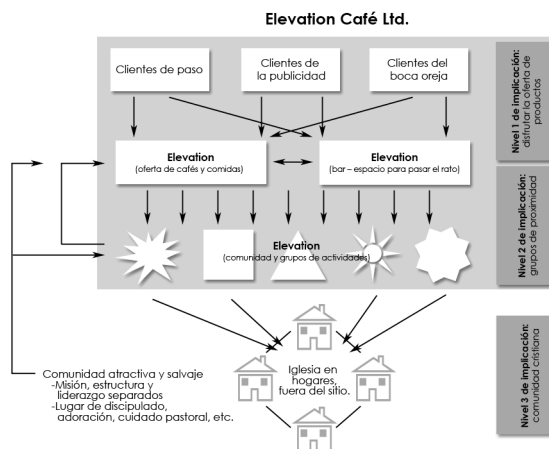 Elevation Café Ltd.
Clientes de paso
Clientes de
la publicidad
Clientes del
boca oreja
Nivel 1 de implicación:
disfrutar la oferta de
productos
Elevation
(oferta de cafés y comidas)
Elevation
(bar – espacio para pasar el rato)
Nivel 2 de implicación:
grupos de proximidad
Elevation
(comunidad y grupos de actividades)
Comunidad atractiva y salvaje
-Misión, estructura y
liderazgo separados
-Lugar de discipulado,
adoración, cuidado pastoral, etc.
Iglesia en
hogares,
fuera del sitio.
Nivel 3 de implicación:
comunidad cristiana